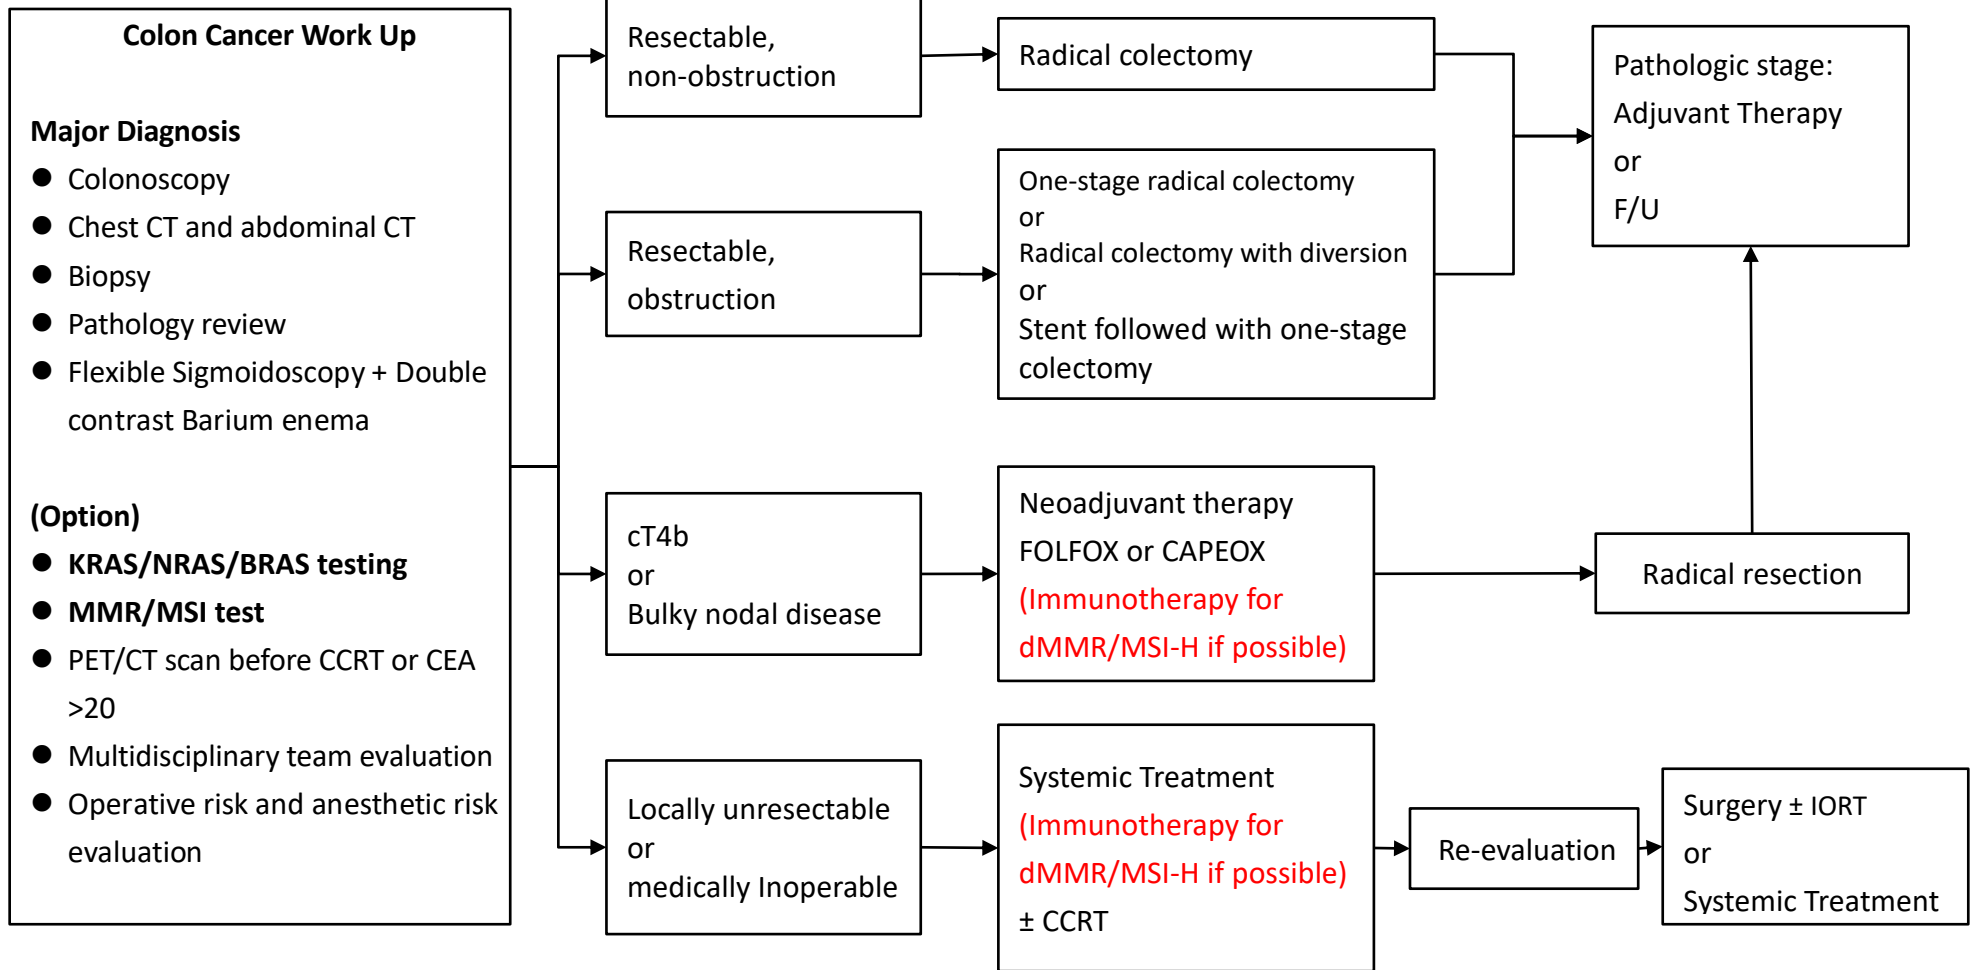 Colon Cancer Work Up
Major Diagnosis
● Colonoscopy
● Chest CT and abdominal CT
● Biopsy
● Pathology review
● Flexible Sigmoidoscopy + Double
contrast Barium enema
(Option)
● KRAS/NRAS/BRAS testing
● MMR/MSI test
● PET/CT scan before CCRT or CEA
>20
● Multidisciplinary team evaluation
● Operative risk and anesthetic risk
evaluation
Resectable,
non-obstruction
Radical colectomy
Resectable,
obstruction
One-stage radical colectomy
or
Radical colectomy with diversion
or
Stent followed with one-stage
colectomy
Pathologic stage:
Adjuvant Therapy
or
F/U
cT4b
or
Bulky nodal disease
Neoadjuvant therapy
FOLFOX or CAPEOX
(Immunotherapy for
dMMR/MSI-H if possible)
Radical resection
Locally unresectable
or
medically Inoperable
Systemic Treatment
(Immunotherapy for
dMMR/MSI-H if possible)
± CCRT
Re-evaluation
Surgery ± IORT
or
Systemic Treatment